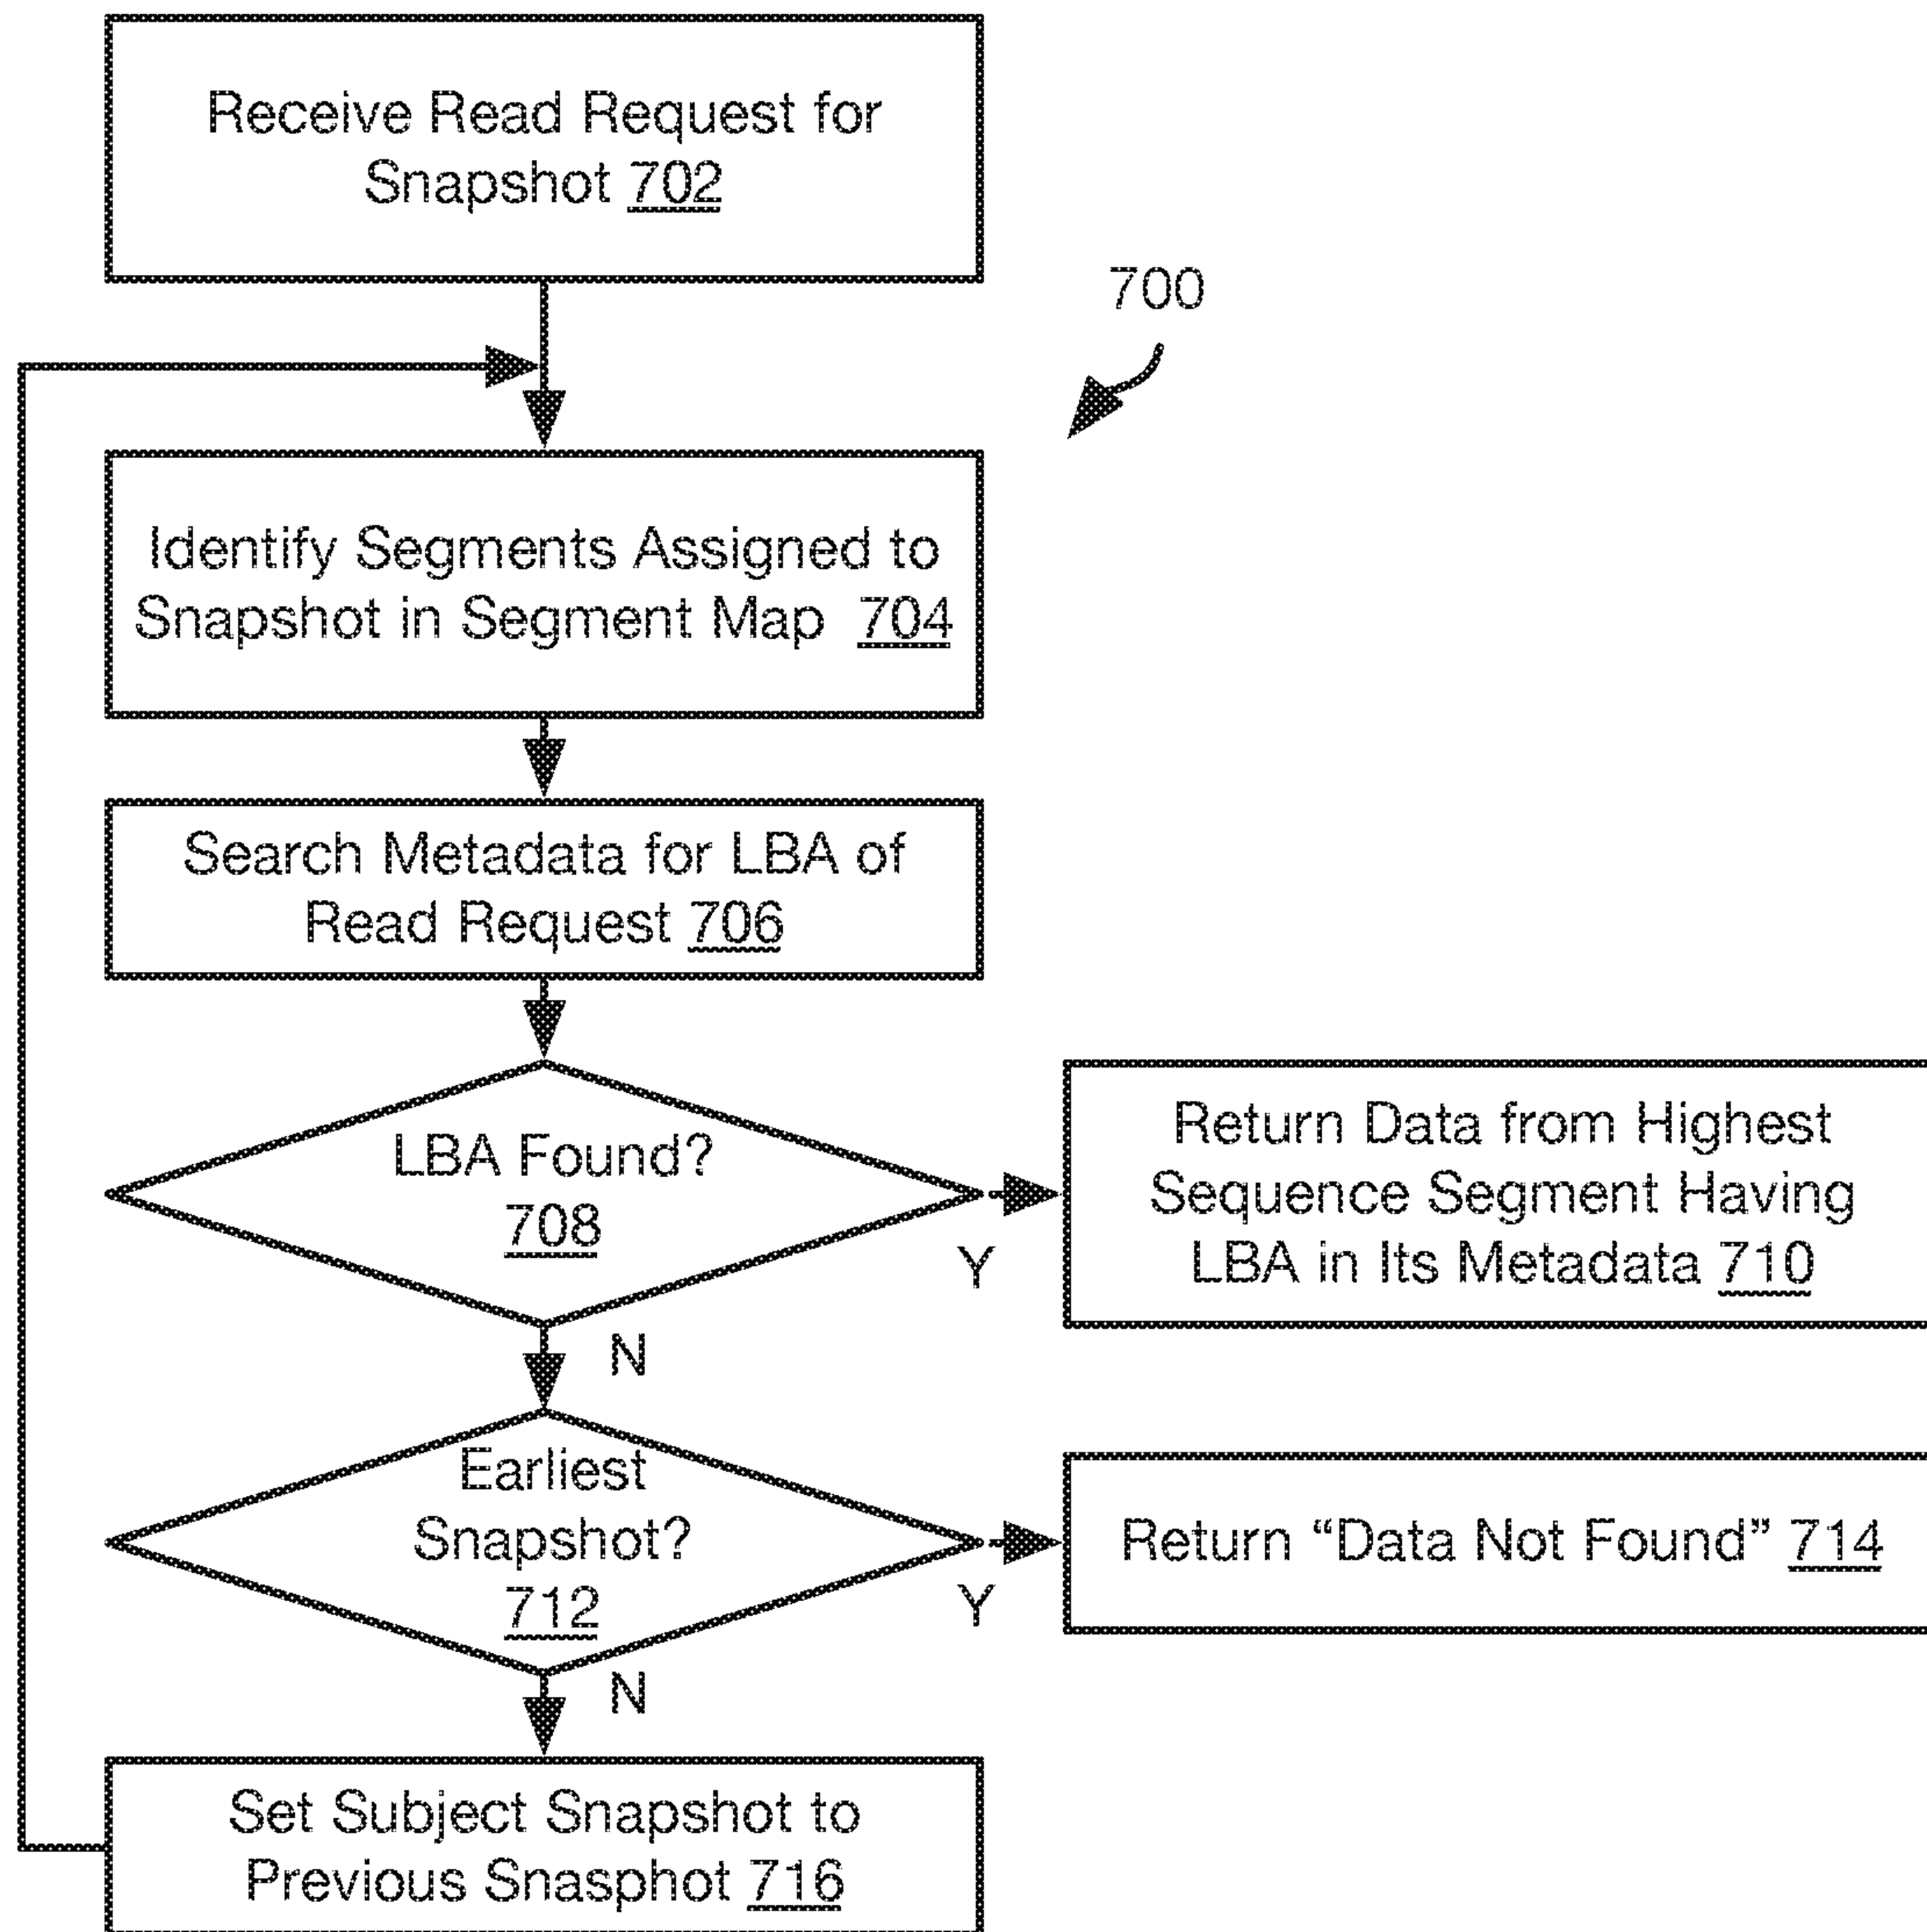 Receive Read Request for
Snapshot 702
700
Identify Segments Assigned to
Snapshot in Segment Map 704
Search Metadata for LBA of
Read Request 706
LBA Found?
708
Y
N
Return Data from Highest
Sequence Segment Having
LBA in Its Metadata 710
Earliest
Snapshot?
712
Y
N
Return “Data Not Found” 714
Set Subject Snapshot to
Previous Snasphot 716